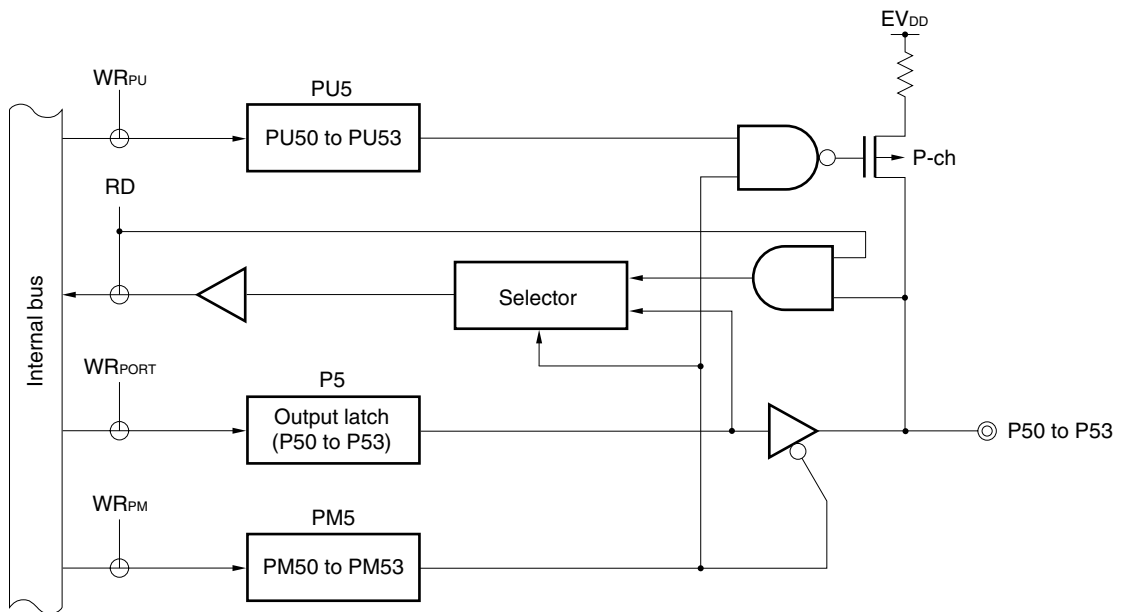 EVDD
WRPU
PU5
PU50 to PU53
P-ch
RD
Selector
Internal bus
WRPORT
P5
Output latch
(P50 to P53)
P50 to P53
WRPM
PM5
PM50 to PM53